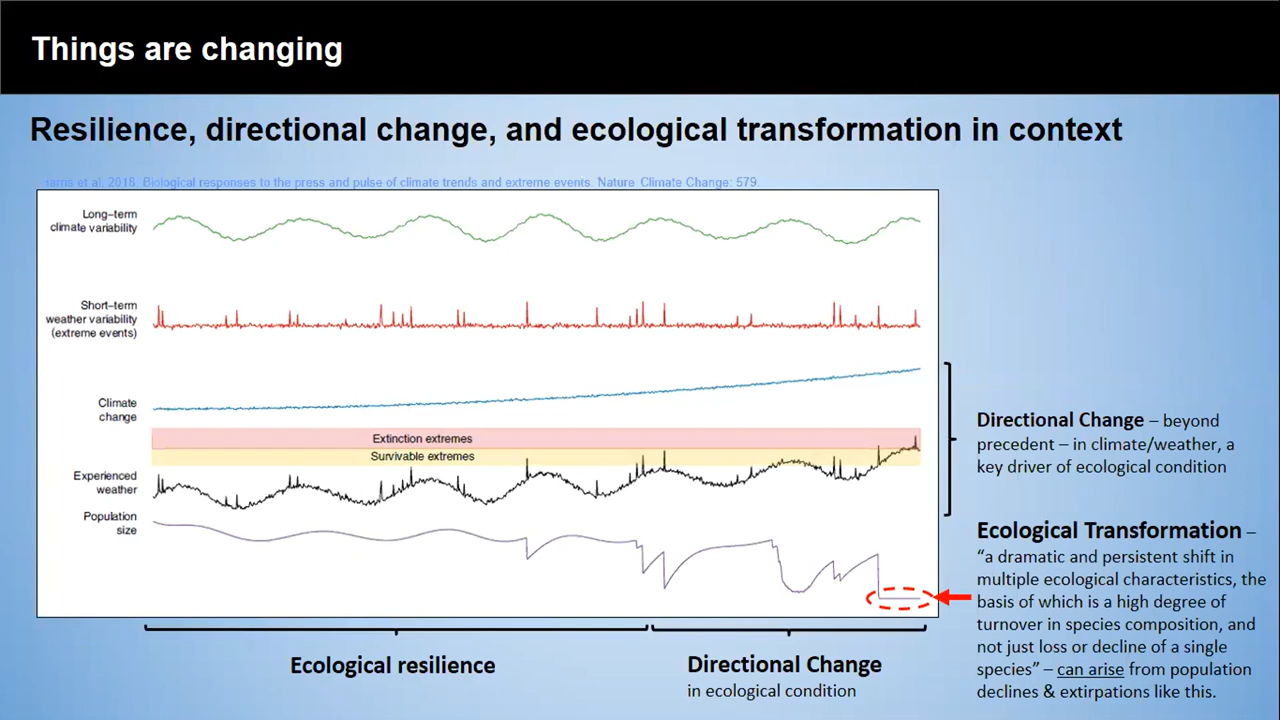 Things are changing
Resilience, directional change, and ecological transformation in context
et al. 2018. Biological responses to the press and pulse of climate trends and extreme events. Nature Climate Change: 579.
Long–term
climate variability
Short–term
weather variability
(extreme events)
Climate
change
Extinction extremes
Survivable extremes
Experienced
weather
Population
size
Directional Change – beyond
precedent – in climate/weather, a
key driver of ecological condition
Ecological Transformation –
“a dramatic and persistent shift in
multiple ecological characteristics, the
basis of which is a high degree of
turnover in species composition, and
not just loss or decline of a single
species” – can arise from population
declines & extirpations like this.
Ecological resilience
Directional Change
in ecological condition